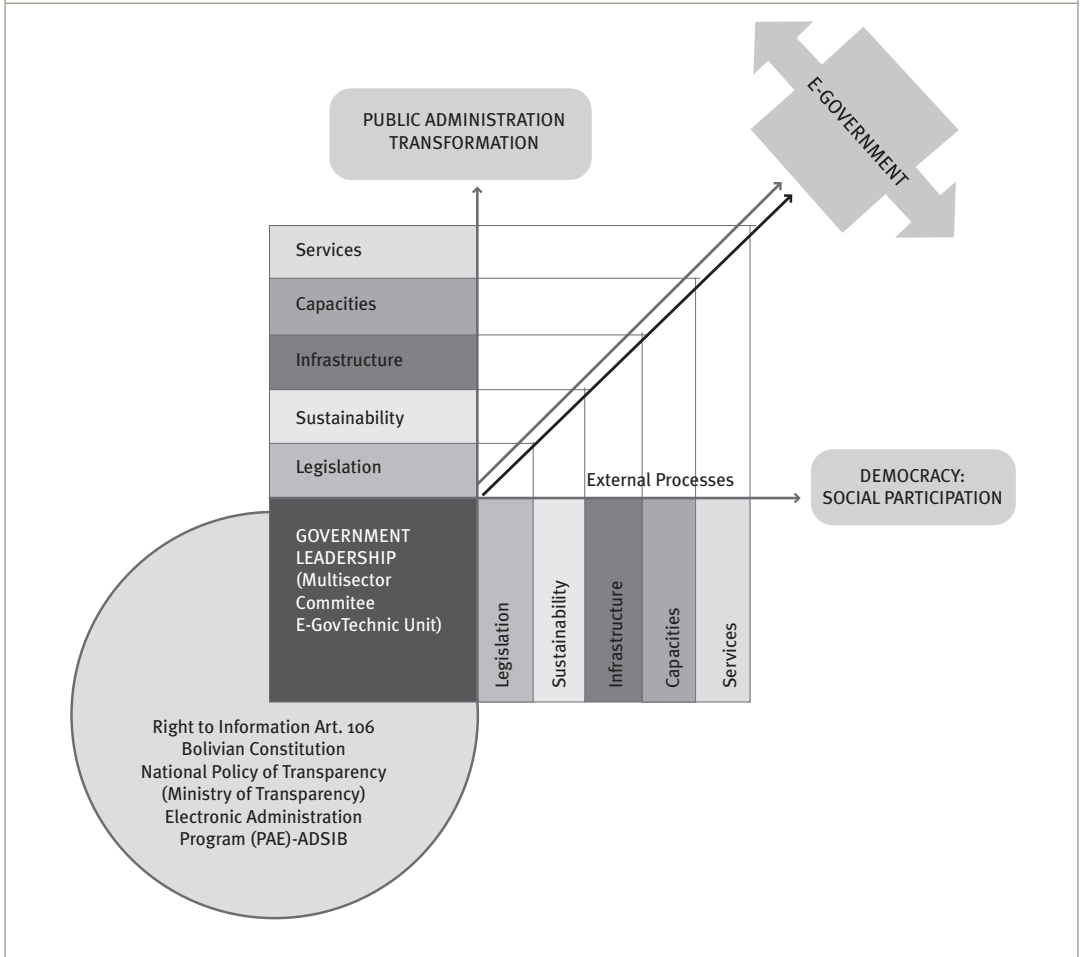 E-GOVERNMENT
PUBLIC ADMINISTRATION
TRANSFORMATION
Services
Capacities
Infrastructure
Sustainability
Legislation
External Processes
DEMOCRACY:
SOCIAL PARTICIPATION
GOVERNMENT
LEADERSHIP
(Multisector
Commitee
E-GovTechnic Unit)
Legislation
Sustainability
Infrastructure
Capacities
Services
Right to Information Art. 106
Bolivian Constitution
National Policy of Transparency
(Ministry of Transparency)
Electronic Administration
Program (PAE)-ADSIB